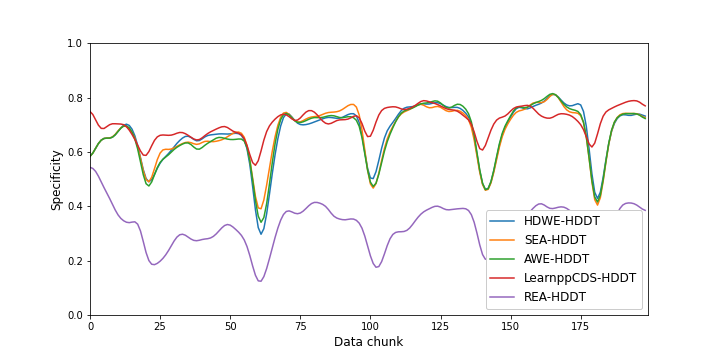 1.0
0.8
0.6
0.4
0.2
0.0
Specificity
0 25 50 75 100 125 150 175
Data chunk
HDWE-HDDT
SEA-HDDT
AWE-HDDT
LearnppCDS-HDDT
REA-HDDT